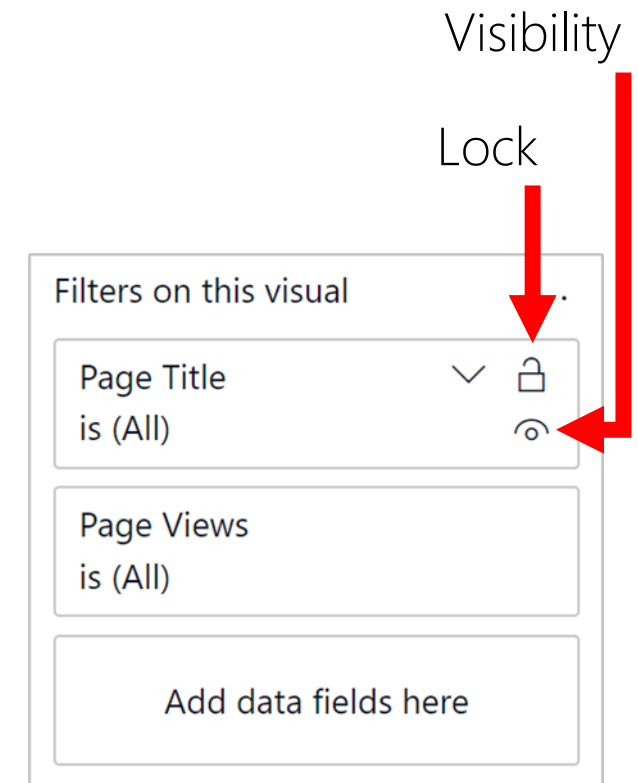 Visibility
Lock
Filters on this visual
Page Title
is (All)
Page Views
is (All)
Add data fields here